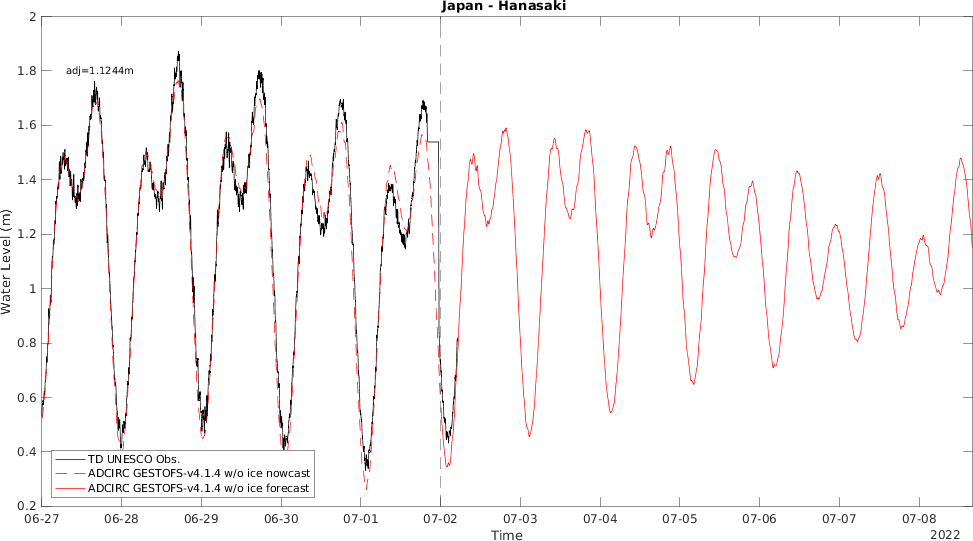 Japan - Hanasaki
2
1.8
1.6
1.4
1.2
1
0.8
0.6
0.4
0.2
Water Level (m)
adj=1.1244m
TD UNESCO Obs.
ADCIRC GESTOFS-v4.1.4 w/o ice nowcast
ADCIRC GESTOFS-v4.1.4 w/o ice forecast
06-27 06-28 06-29 06-30 07-01 07-02 07-03 07-04 07-05 07-06 07-07 07-08
Time
2022